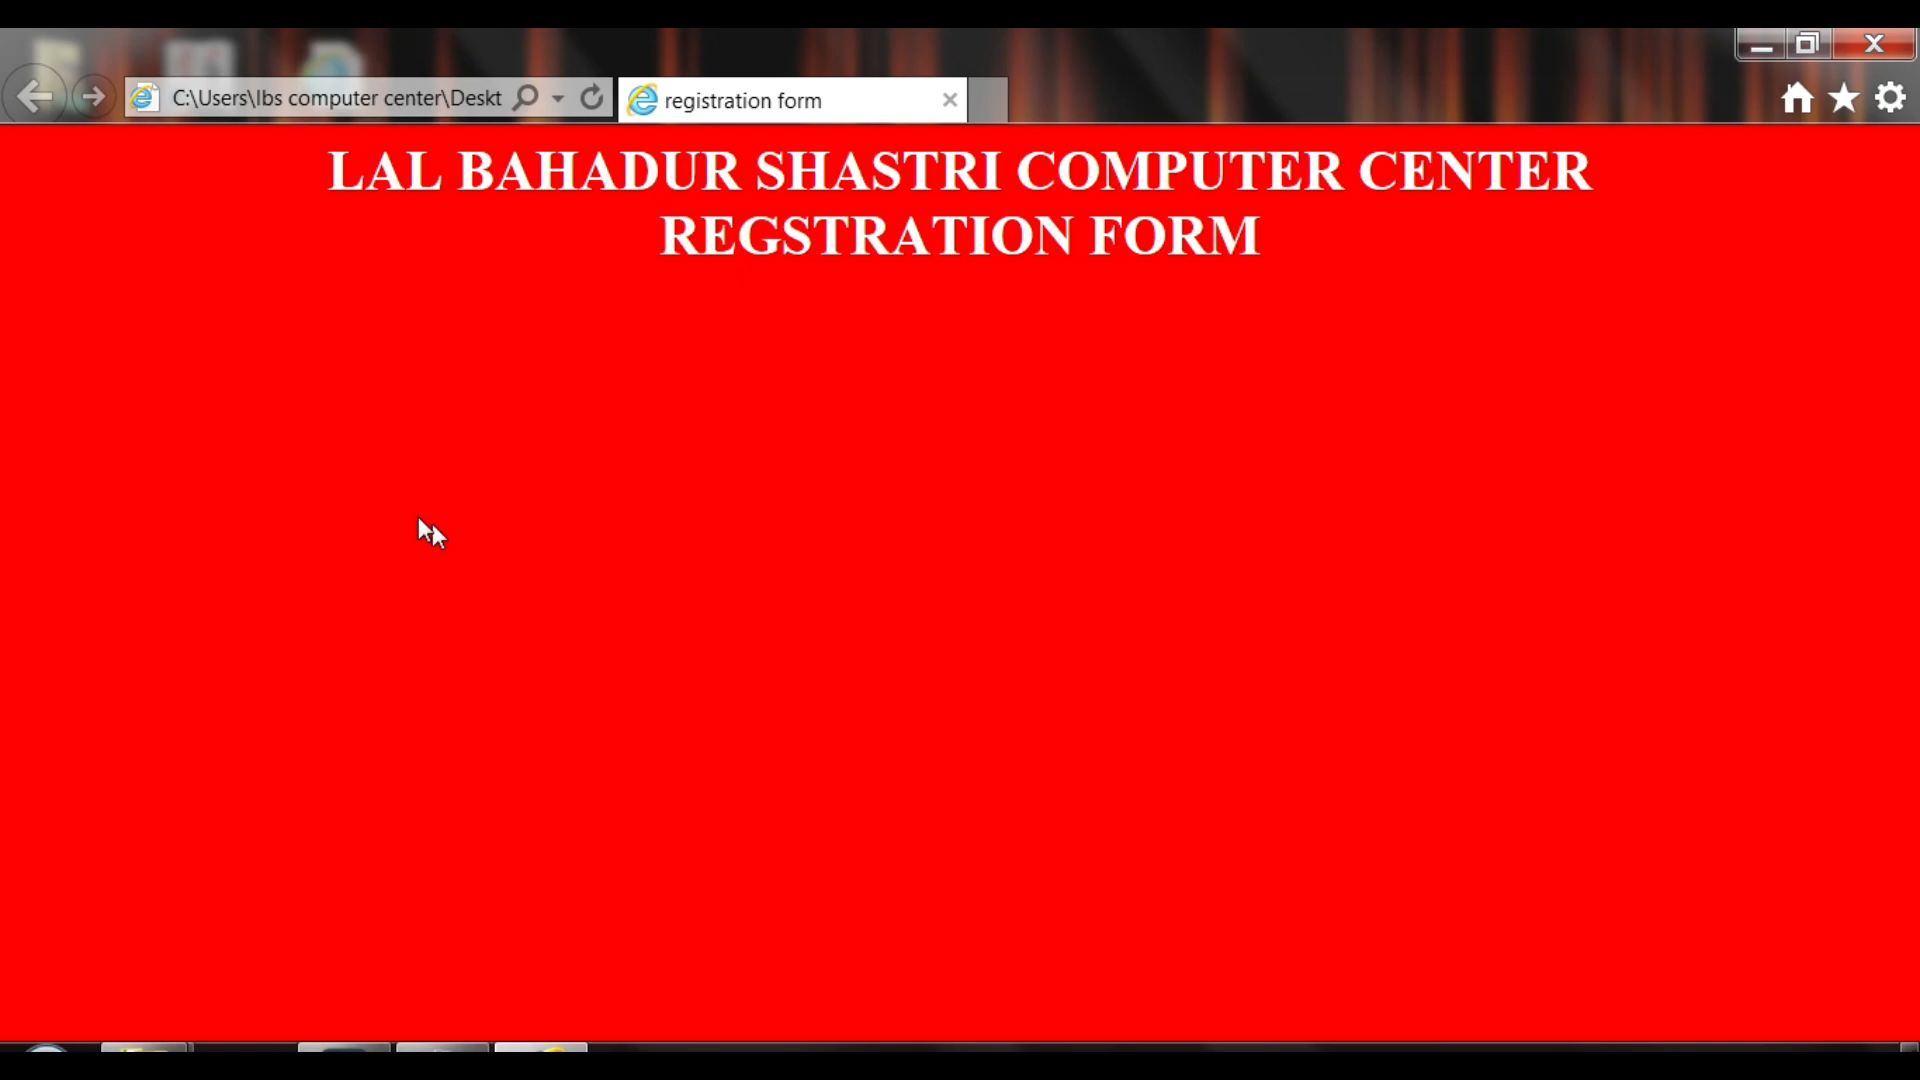 C:\Users\lbs computer center\Deskt
registration form
LAL BAHADUR SHASTRI COMPUTER CENTER
REGSTRATION FORM